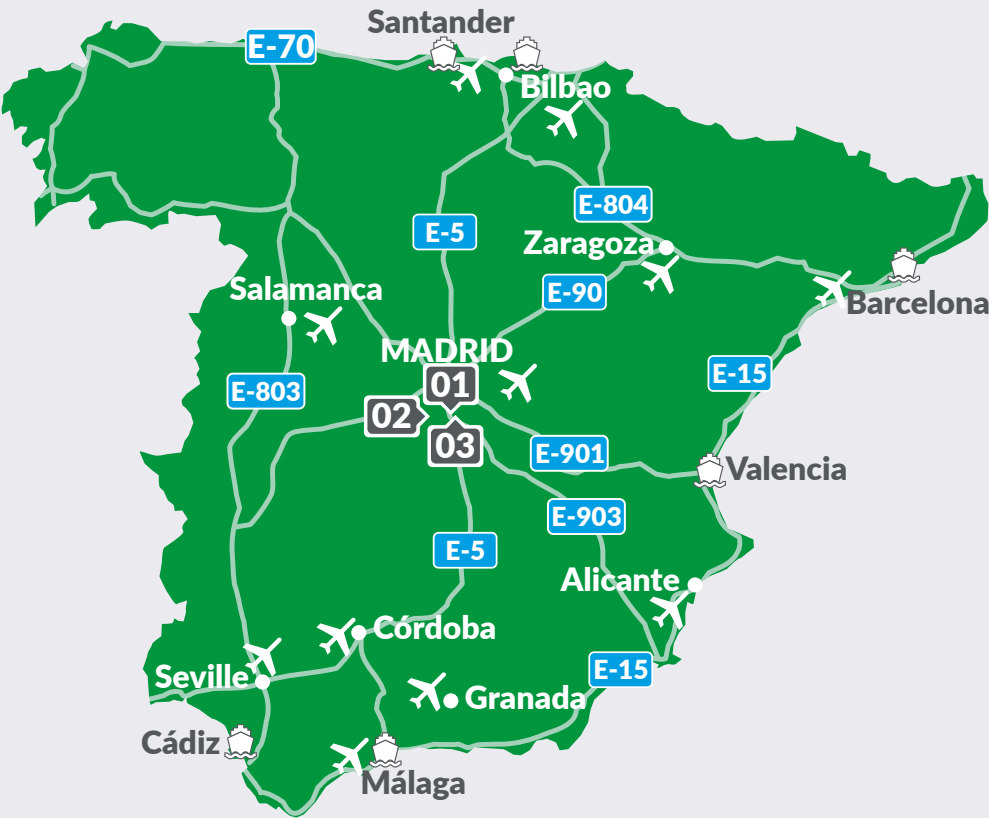 Santander
E-70
Bilbao
E-804
E-5
Zaragoza
E-90
Salamanca
Barcelona
MADRID
01
E-15
E-803
02
03
E-901
Valencia
E-903
E-5
Alicante
Córdoba
E-15
Seville
Granada
Cádiz
Málaga